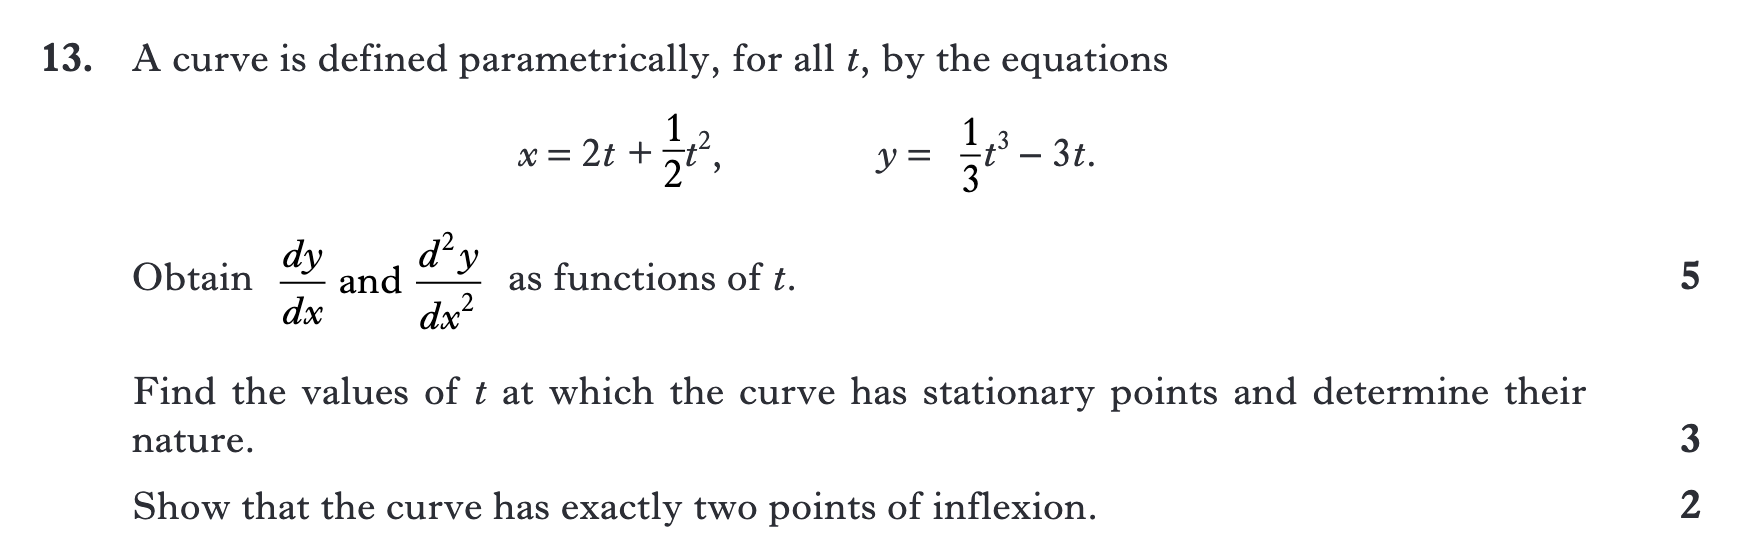 13. A curve is defined parametrically, for all t, by the equations
x = 2t + 1/2 t², y = 1/3 t³ – 3t.
Obtain dy/dx and d²y/dx² as functions of t. 5
Find the values of t at which the curve has stationary points and determine their
nature. 3
Show that the curve has exactly two points of inflexion. 2